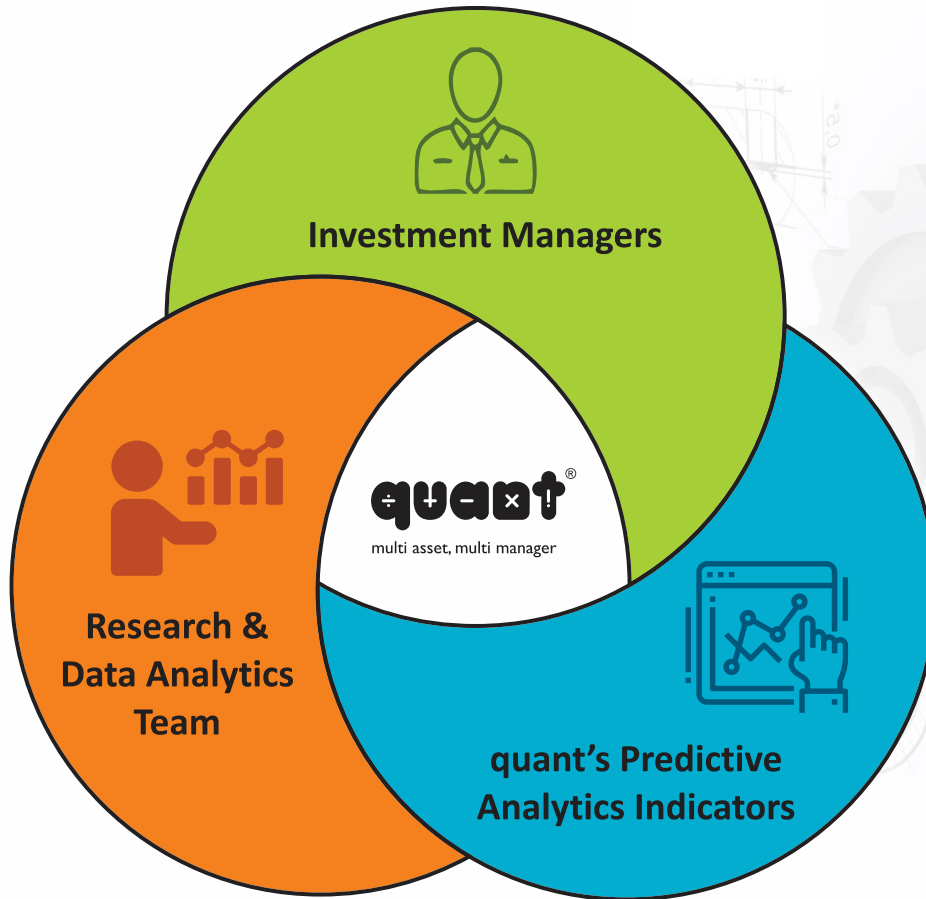 Investment Managers
quant®
multi asset, multi manager
Research &
Data Analytics
Team
quant’s Predictive
Analytics Indicators